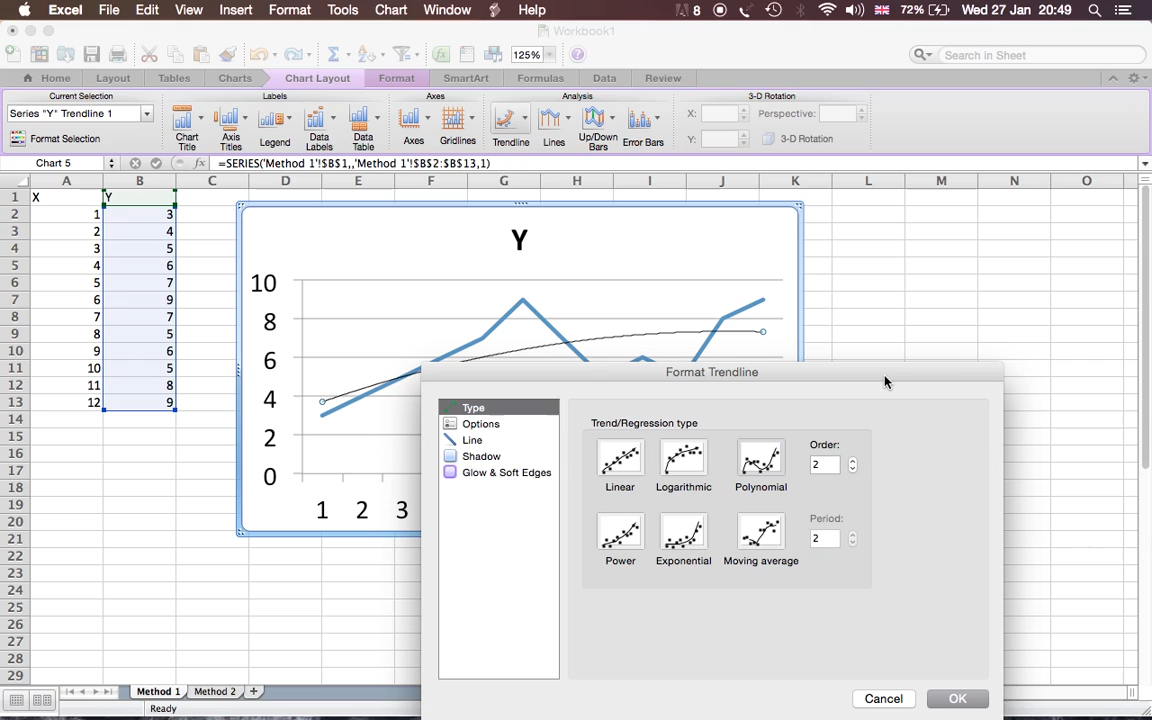 Excel File Edit View Insert Format Tools Chart Window Help 8 72% Wed 27 Jan 20:49
Workbook1
125% ? Search in Sheet
Home Layout Tables Charts Chart Layout Format SmartArt Formulas Data Review
Current Selection Labels Axes Analysis 3-D Rotation
Series "Y" Trendline 1
Format Selection
Chart Title Axis Titles Legend Data Labels Data Table Axes Gridlines Trendline Lines Up/Down Bars Error Bars
X: Perspective:
Y: 3-D Rotation
Chart 5 fx =SERIES('Method 1'!$B$1,,'Method 1'!$B$2:$B$13,1)
A B C D E F G H I J K L M N O
1 X Y
2 1 3
3 2 4
4 3 5
5 4 6
6 5 7
7 6 9
8 7 7
9 8 5
10 9 6
11 10 5
12 11 8
13 12 9
14
15
16
17
18
19
20
21
22
23
24
25
26
27
28
29
Y
10
8
6
4
2
0
1 2 3
Format Trendline
Type
Options
Line
Shadow
Glow & Soft Edges
Trend/Regression type
Linear Logarithmic Polynomial
Order:
2
Power Exponential Moving average
Period:
2
Cancel OK
Method 1 Method 2 +
Ready